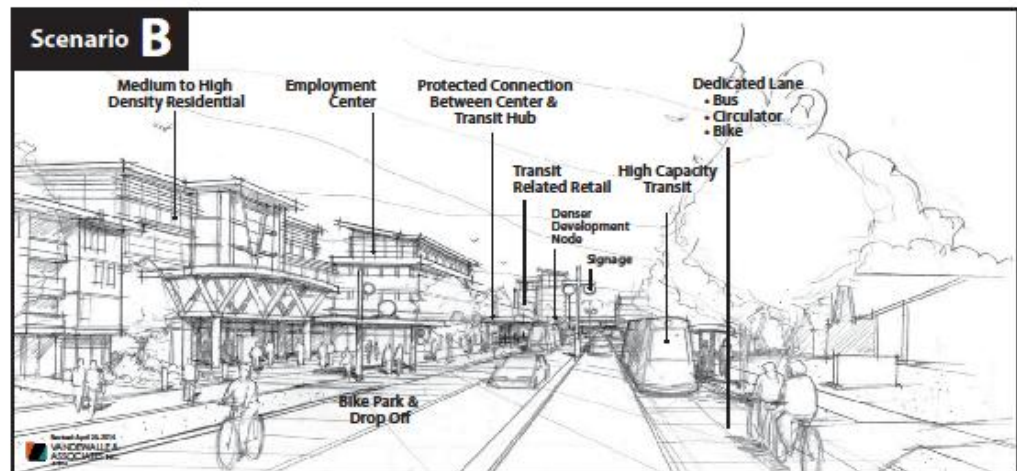 Scenario B
Medium to High
Density Residential
Employment
Center
Protected Connection
Between Center &
Transit Hub
Dedicated Lane
• Bus
• Circulator
• Bike
Transit
Related Retail
High Capacity
Transit
Denser
Development
Node
Signage
Bike Park &
Drop Off
VANDEWALLE &
ASSOCIATES INC.